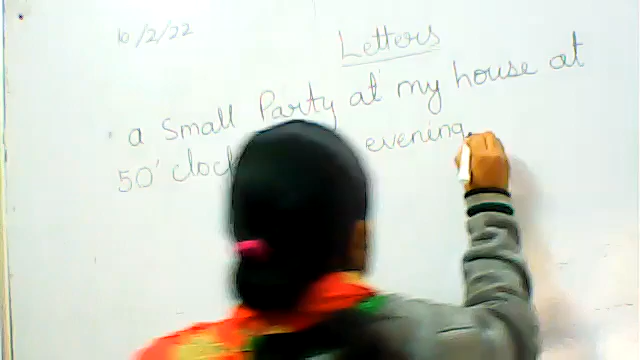 10/2/22
Letters
a Small Party at my house at
50' clock evening